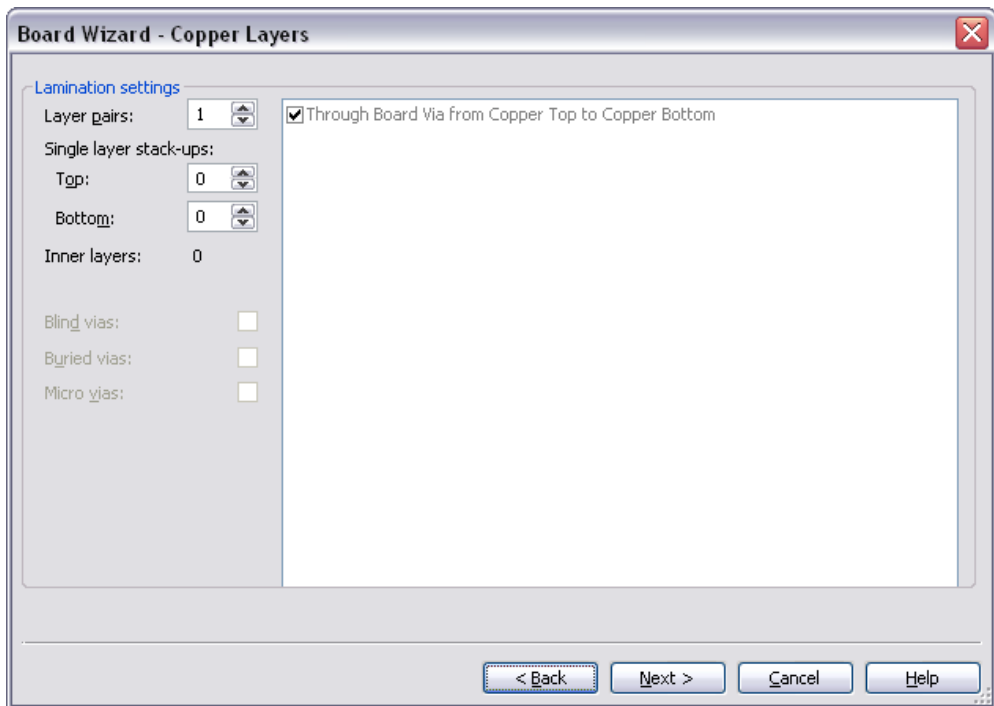 Board Wizard - Copper Layers
Lamination settings
Layer pairs: 1
Through Board Via from Copper Top to Copper Bottom
Single layer stack-ups:
Top: 0
Bottom: 0
Inner layers: 0
Blind vias:
Buried vias:
Micro vias:
< Back Next > Cancel Help